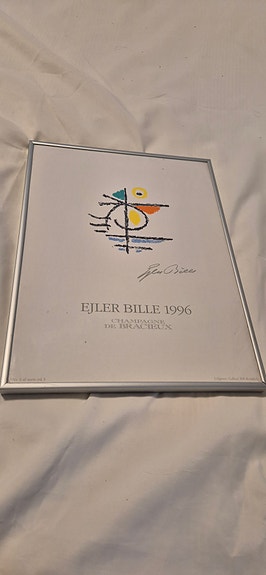 Ejler Bille
EJLER BILLE 1996
CHAMPAGNE
DE BRACIEUX